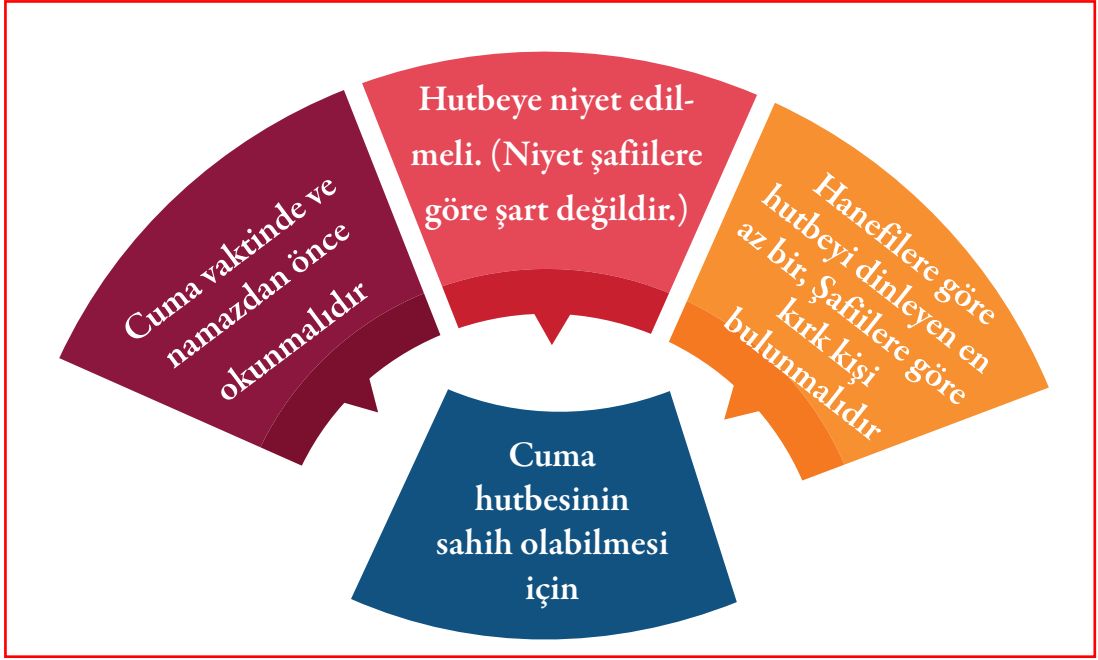 Cuma vaktinde ve
namazdan önce
okunmalıdır
Hutbeye niyet edil-
meli. (Niyet şafiilere
göre şart değildir.)
Hanefilere göre
hutbeyi dinleyen en
az bir, Şafiilere göre
kırk kişi
bulunmalıdır
Cuma
hutbesinin
sahih olabilmesi
için